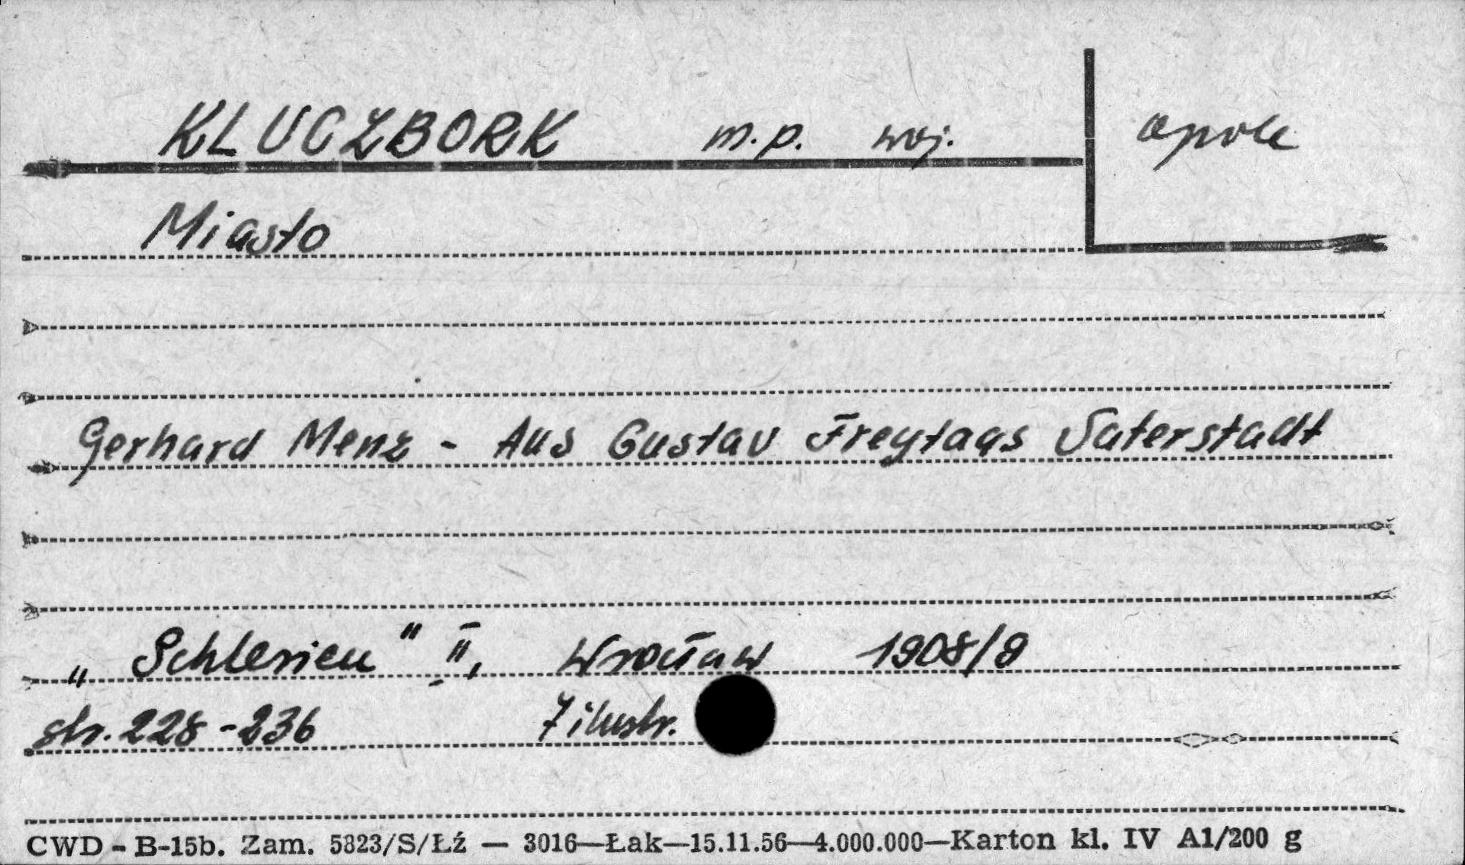 KLUCZBORK m.p. woj. Opole
Miasto
Gerhard Menz - Aus Gustav Freytags Vaterstadt
„Schlesien" II, Wrocław 1908/9
str. 228-236 7 ilustr.
CWD - B-15b. Zam. 5823/S/Łź — 3016—Łak—15.11.56—4.000.000—Karton kl. IV A1/200 g